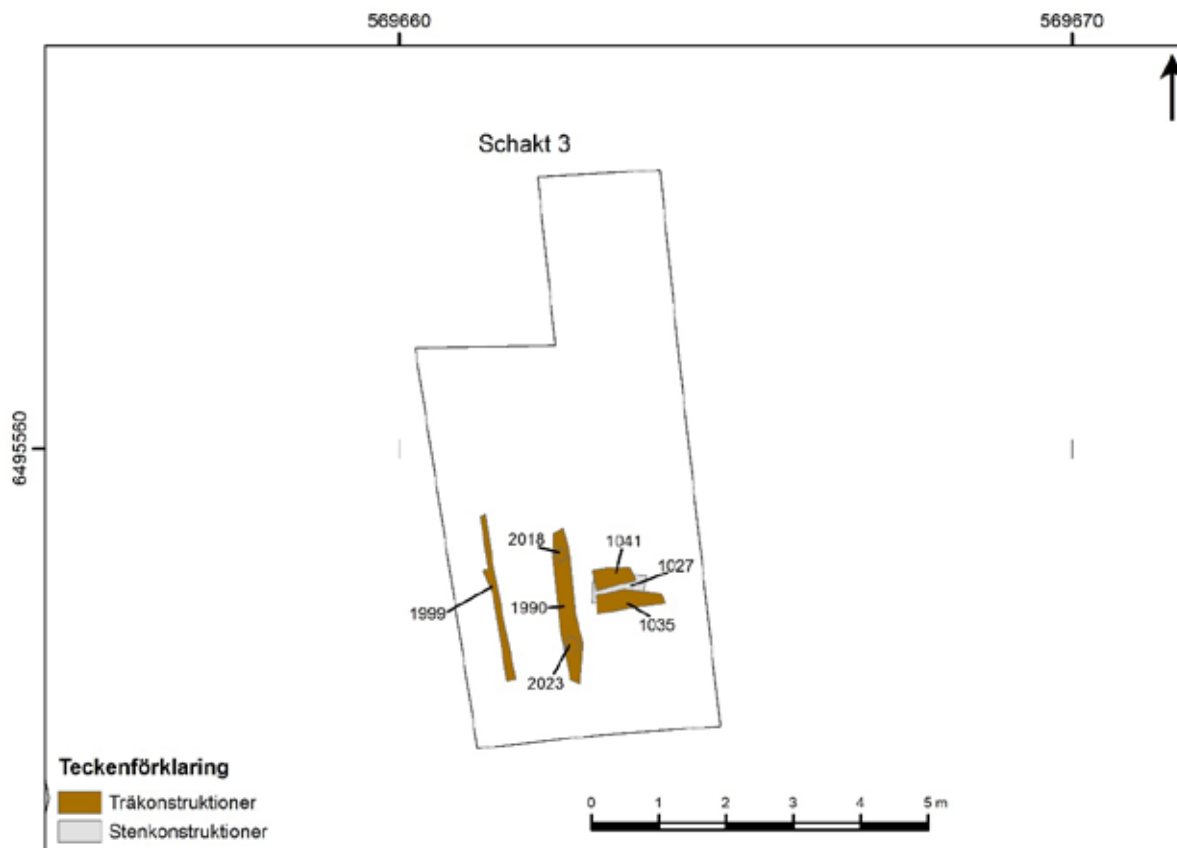 569660
569670
Schakt 3
6495560
2018
1041
1027
1999
1990
1035
2023
Teckenförklaring
Träkonstruktioner
Stenkonstruktioner
0 1 2 3 4 5 m